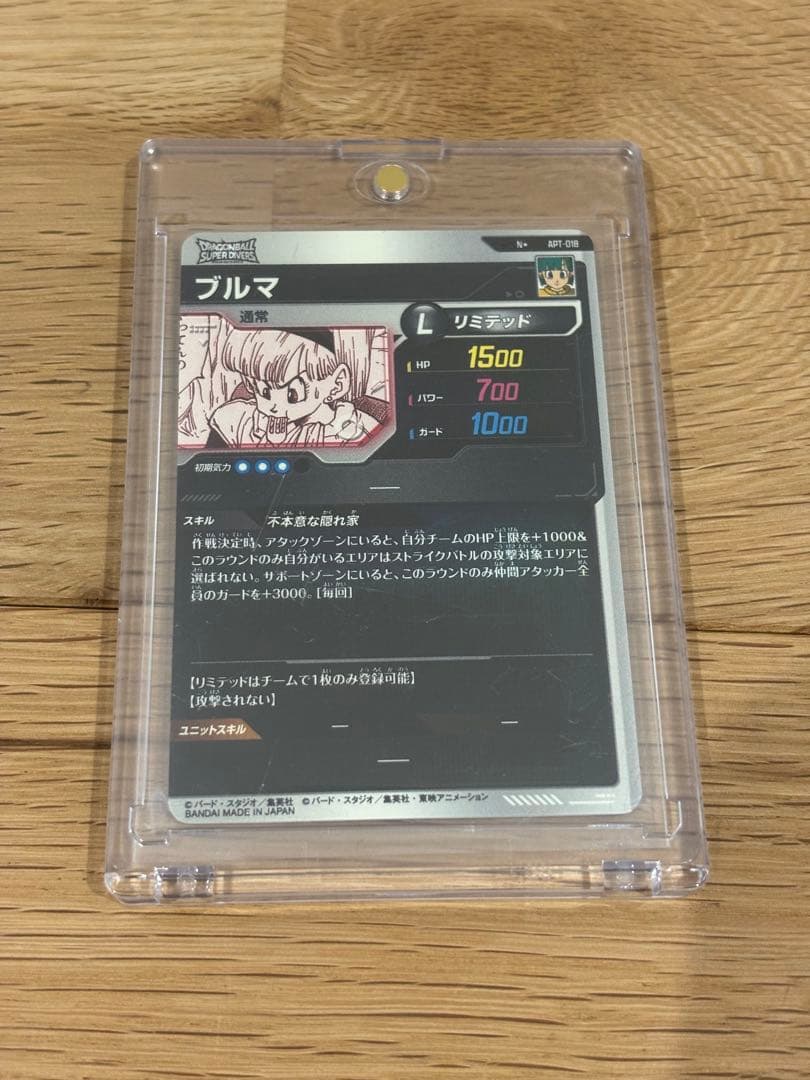 DRAGONBALL
SUPER DIVERS
N★ APT-018
ブルマ
通常
L リミテッド
HP 1500
パワー 700
ガード 1000
初期気力
スキル 不本意な隠れ家
作戦決定時、アタックゾーンにいると、自分チームのHP上限を+1000&
このラウンドのみ自分がいるエリアはストライクバトルの攻撃対象エリアに
選ばれない。サポートゾーンにいると、このラウンドのみ仲間アタッカー全
員のガードを+3000。[毎回]
【リミテッドはチームで1枚のみ登録可能】
【攻撃されない】
ユニットスキル
©バード・スタジオ/集英社 ©バード・スタジオ/集英社・東映アニメーション
BANDAI MADE IN JAPAN